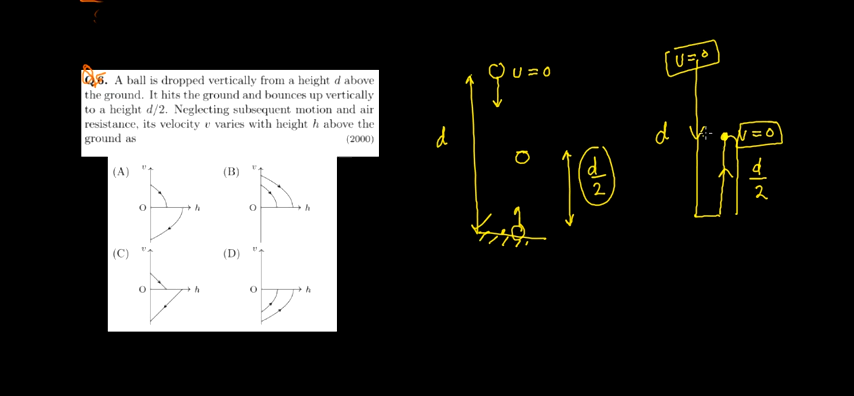 Q.6. A ball is dropped vertically from a height d above
the ground. It hits the ground and bounces up vertically
to a height d/2. Neglecting subsequent motion and air
resistance, its velocity v varies with height h above the
ground as (2000)
(A) v O h
(B) v O h
(C) v O h
(D) v O h
u=0
d
d/2
u=0
d
v=0
d/2